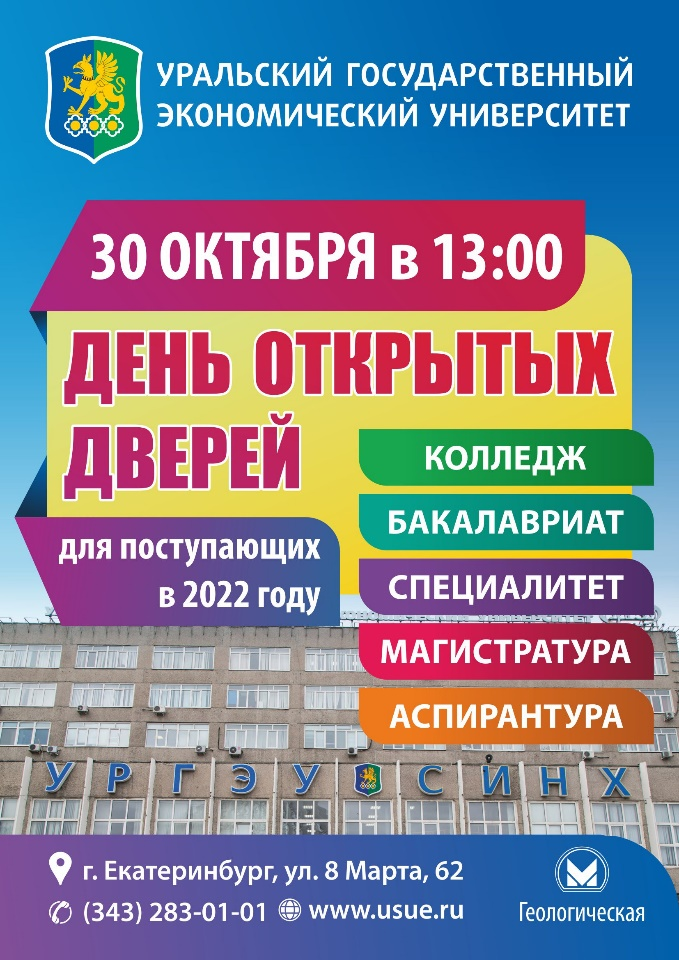 УРАЛЬСКИЙ ГОСУДАРСТВЕННЫЙ
ЭКОНОМИЧЕСКИЙ УНИВЕРСИТЕТ
30 ОКТЯБРЯ в 13:00
ДЕНЬ ОТКРЫТЫХ
ДВЕРЕЙ
для поступающих
в 2022 году
КОЛЛЕДЖ
БАКАЛАВРИАТ
СПЕЦИАЛИТЕТ
МАГИСТРАТУРА
АСПИРАНТУРА
УРГЭУ СИНХ
г. Екатеринбург, ул. 8 Марта, 62
(343) 283-01-01 www.usue.ru
Геологическая